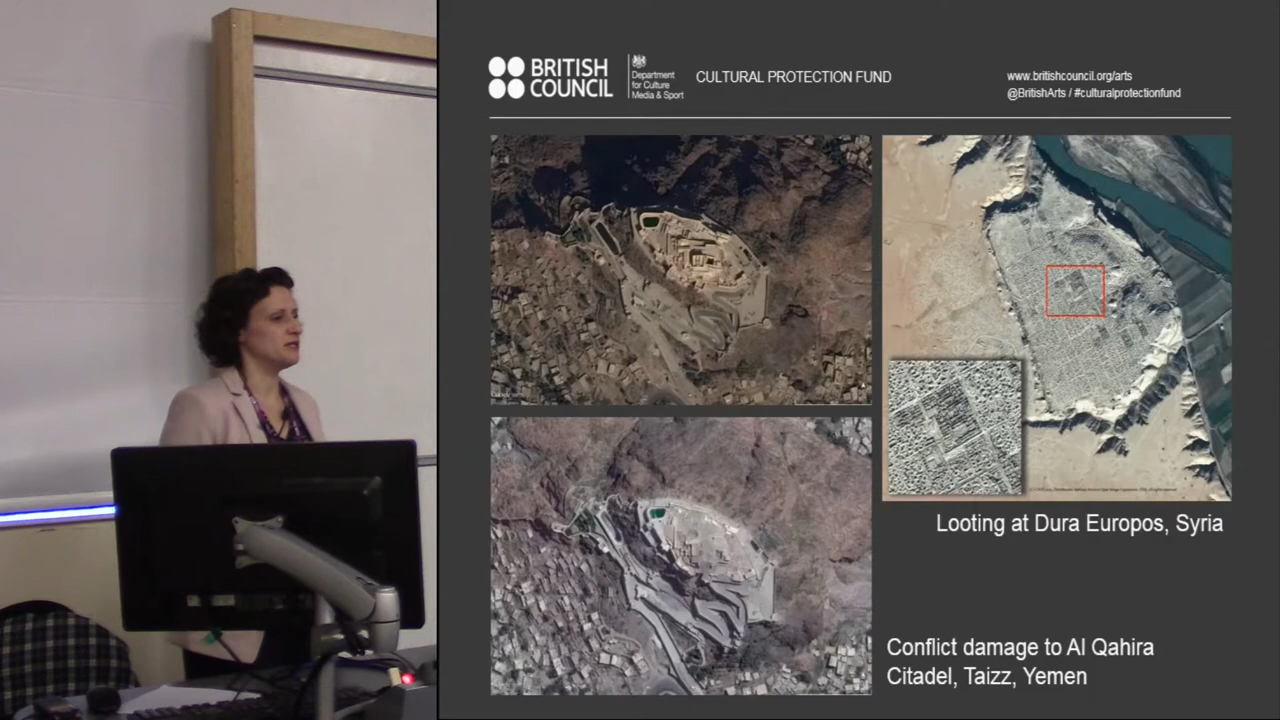 BRITISH
COUNCIL
Department
for Culture
Media & Sport
CULTURAL PROTECTION FUND
www.britishcouncil.org/arts
@BritishArts / #culturalprotectionfund
Looting at Dura Europos, Syria
Conflict damage to Al Qahira
Citadel, Taizz, Yemen